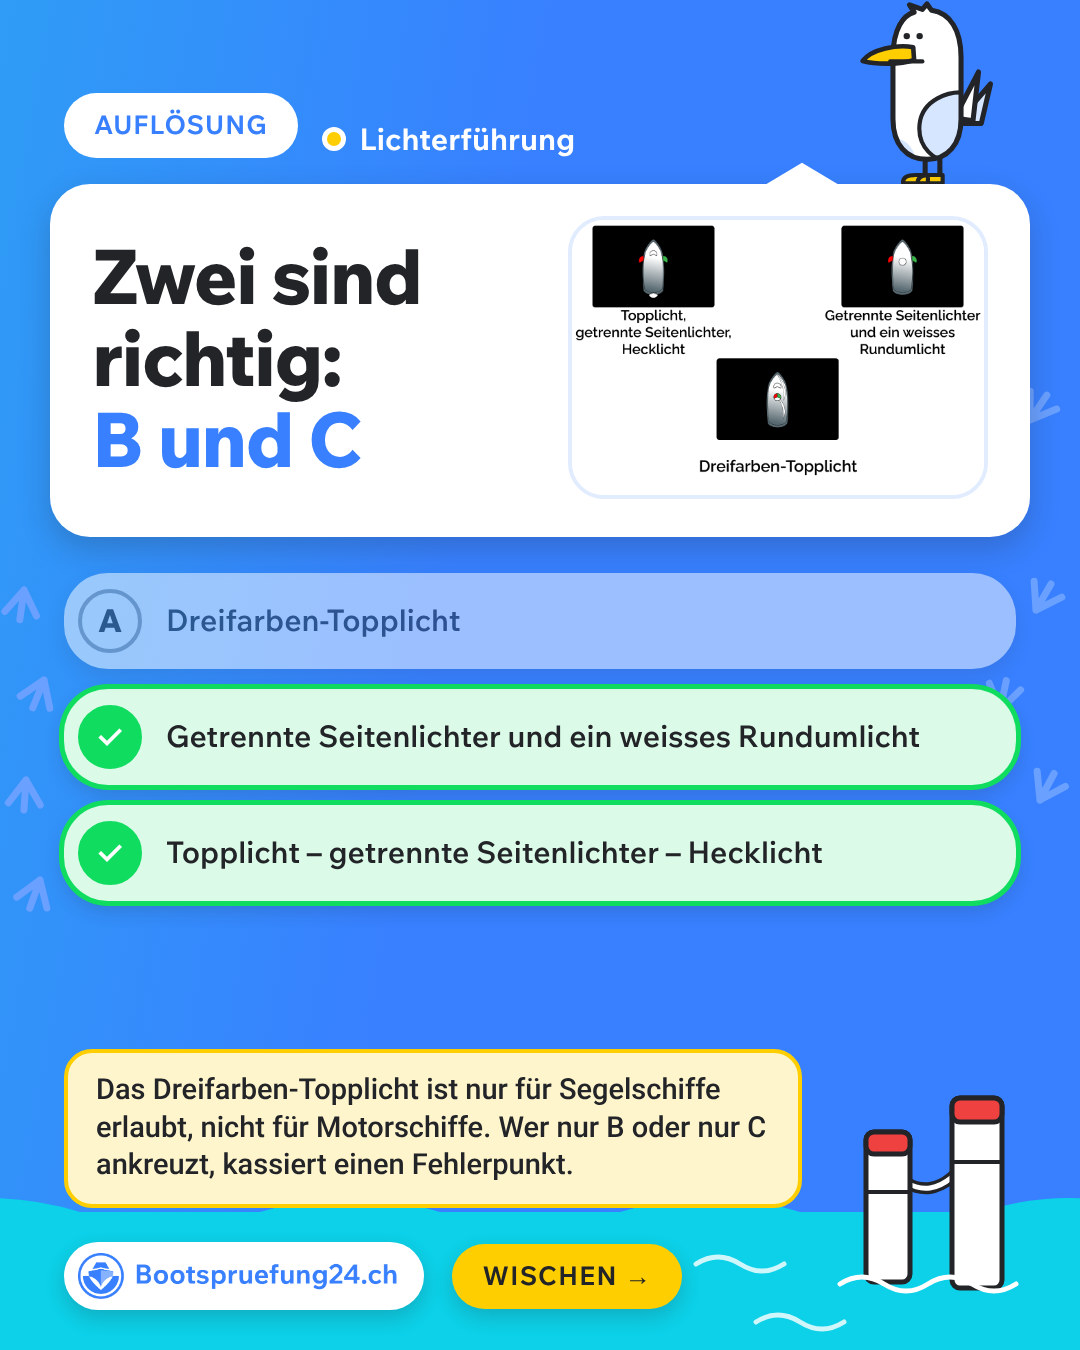 AUFLÖSUNG
Lichterführung
Zwei sind
richtig:
B und C
Topplicht,
getrennte Seitenlichter,
Hecklicht
Getrennte Seitenlichter
und ein weisses
Rundumlicht
Dreifarben-Topplicht
A
Dreifarben-Topplicht
Getrennte Seitenlichter und ein weisses Rundumlicht
Topplicht – getrennte Seitenlichter – Hecklicht
Das Dreifarben-Topplicht ist nur für Segelschiffe
erlaubt, nicht für Motorschiffe. Wer nur B oder nur C
ankreuzt, kassiert einen Fehlerpunkt.
Bootspruefung24.ch
WISCHEN →